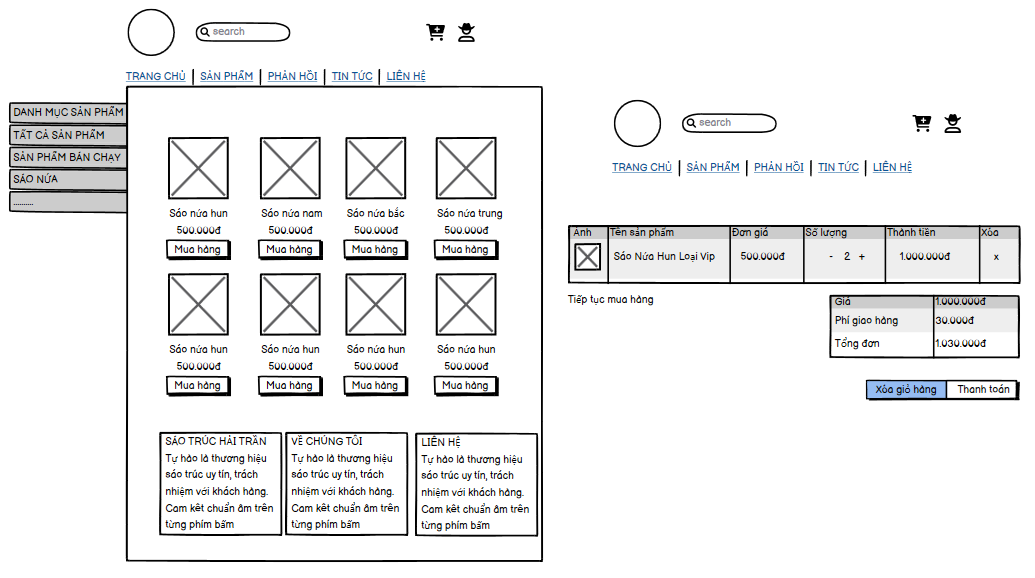 search
TRANG CHỦ | SẢN PHẨM | PHẢN HỒI | TIN TỨC | LIÊN HỆ
DANH MỤC SẢN PHẨM
TẤT CẢ SẢN PHẨM
SẢN PHẨM BÁN CHẠY
SÁO NỨA
..........
Sáo nứa hun Sáo nứa nam Sáo nứa bắc Sáo nứa trung
500.000đ 500.000đ 500.000đ 500.000đ
Mua hàng Mua hàng Mua hàng Mua hàng
Sáo nứa hun Sáo nứa hun Sáo nứa hun Sáo nứa hun
500.000đ 500.000đ 500.000đ 500.000đ
Mua hàng Mua hàng Mua hàng Mua hàng
SÁO TRÚC HẢI TRẦN
Tự hào là thương hiệu
sáo trúc uy tín, trách
nhiệm với khách hàng.
Cam kết chuẩn âm trên
từng phím bấm
VỀ CHÚNG TÔI
Tự hào là thương hiệu
sáo trúc uy tín, trách
nhiệm với khách hàng.
Cam kết chuẩn âm trên
từng phím bấm
LIÊN HỆ
Tự hào là thương hiệu
sáo trúc uy tín, trách
nhiệm với khách hàng.
Cam kết chuẩn âm trên
từng phím bấm
search
TRANG CHỦ | SẢN PHẨM | PHẢN HỒI | TIN TỨC | LIÊN HỆ
Ảnh Tên sản phẩm Đơn giá Số lượng Thành tiền Xóa
Sáo Nứa Hun Loại Vip 500.000đ - 2 + 1.000.000đ x
Tiếp tục mua hàng
Giá 1.000.000đ
Phí giao hàng 30.000đ
Tổng đơn 1.030.000đ
Xóa giỏ hàng Thanh toán